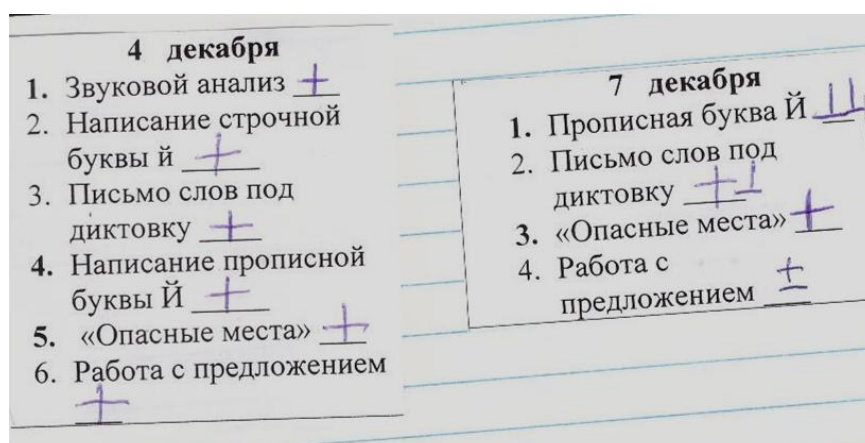 4 декабря
1. Звуковой анализ +
2. Написание строчной
буквы й +
3. Письмо слов под
диктовку +
4. Написание прописной
буквы Й +
5. «Опасные места» +
6. Работа с предложением
+
7 декабря
1. Прописная буква Й
2. Письмо слов под
диктовку +
3. «Опасные места» +
4. Работа с
предложением +